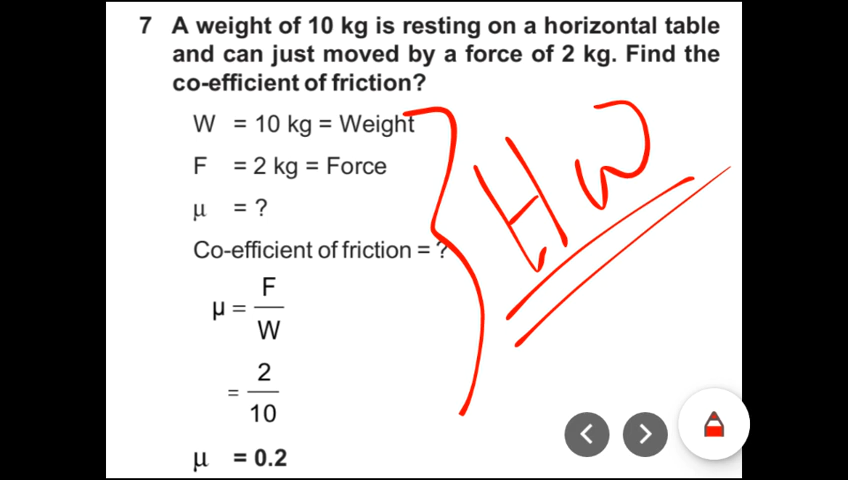 7 A weight of 10 kg is resting on a horizontal table
and can just moved by a force of 2 kg. Find the
co-efficient of friction?
W = 10 kg = Weight
F = 2 kg = Force
μ = ?
Co-efficient of friction = ?
μ = F / W
= 2 / 10
μ = 0.2
HW